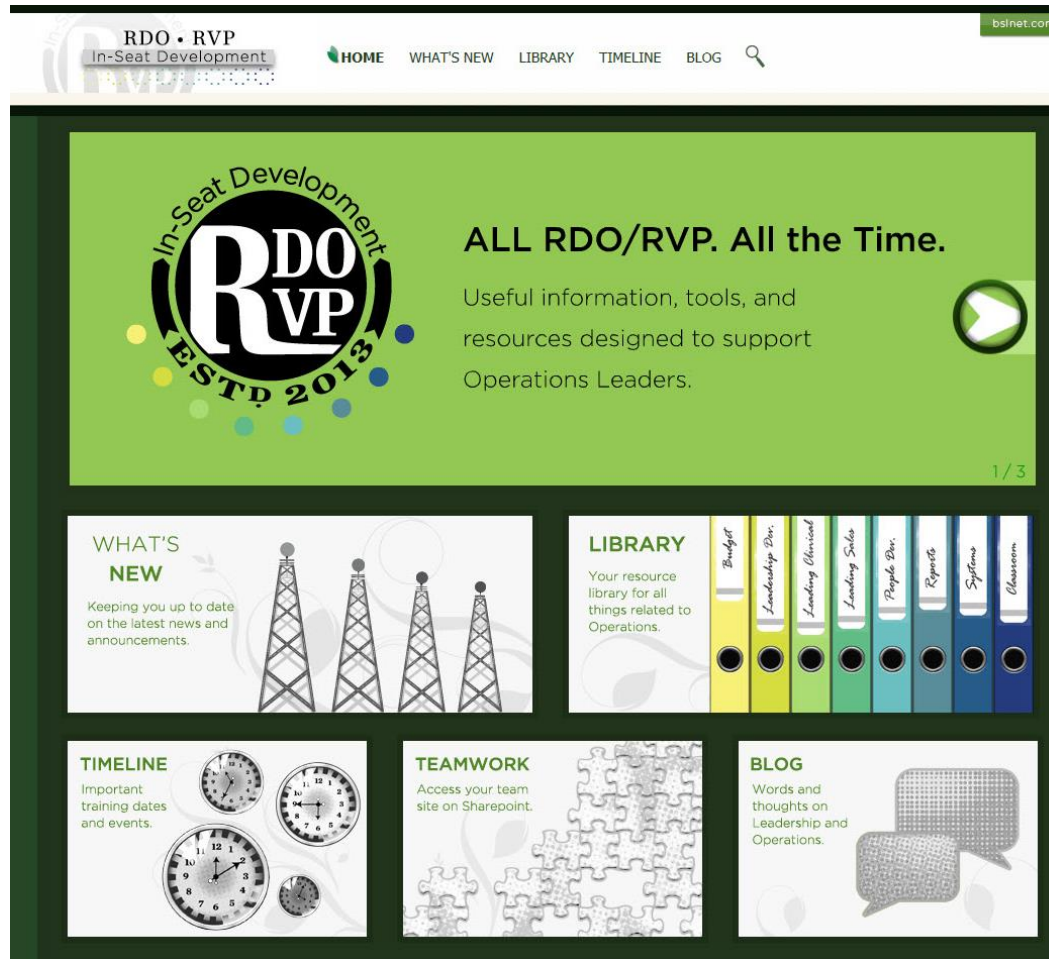 bslnet.com
RDO • RVP
In-Seat Development
HOME WHAT'S NEW LIBRARY TIMELINE BLOG
In-Seat Development
RDO
RVP
ESTD 2013
ALL RDO/RVP. All the Time.
Useful information, tools, and
resources designed to support
Operations Leaders.
1 / 3
WHAT'S
NEW
Keeping you up to date
on the latest news and
announcements.
LIBRARY
Your resource
library for all
things related to
Operations.
Budget
Leadership Dev.
Leading Clinical
Leading Sales
People Dev.
Reports
Systems
Classroom
TIMELINE
Important
training dates
and events.
TEAMWORK
Access your team
site on Sharepoint.
BLOG
Words and
thoughts on
Leadership and
Operations.